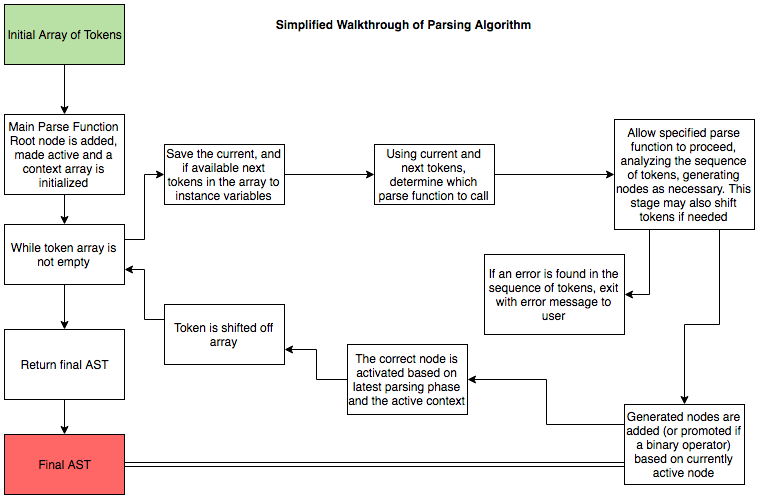 Simplified Walkthrough of Parsing Algorithm
Initial Array of Tokens
Main Parse Function
Root node is added,
made active and a
context array is
initialized
While token array is
not empty
Save the current, and
if available next
tokens in the array to
instance variables
Using current and
next tokens,
determine which
parse function to call
Allow specified parse
function to proceed,
analyzing the sequence
of tokens, generating
nodes as necessary. This
stage may also shift
tokens if needed
If an error is found in the
sequence of tokens, exit
with error message to
user
Generated nodes are
added (or promoted if
a binary operator)
based on currently
active node
The correct node is
activated based on
latest parsing phase
and the active context
Token is shifted off
array
Return final AST
Final AST